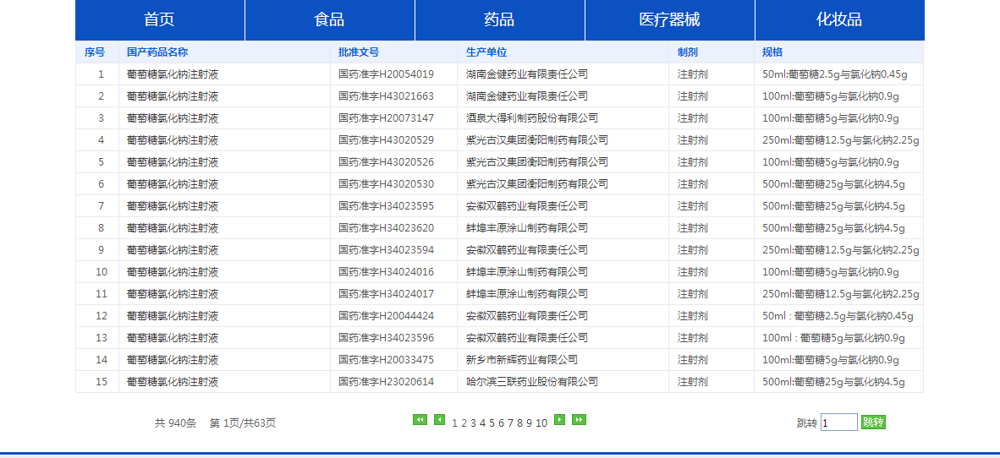 首页 食品 药品 医疗器械 化妆品
序号 国产药品名称 批准文号 生产单位 制剂 规格
1 葡萄糖氯化钠注射液 国药准字H20054019 湖南金健药业有限责任公司 注射剂 50ml:葡萄糖2.5g与氯化钠0.45g
2 葡萄糖氯化钠注射液 国药准字H43021663 湖南金健药业有限责任公司 注射剂 100ml:葡萄糖5g与氯化钠0.9g
3 葡萄糖氯化钠注射液 国药准字H20073147 酒泉大得利制药股份有限公司 注射剂 100ml:葡萄糖5g与氯化钠0.9g
4 葡萄糖氯化钠注射液 国药准字H43020529 紫光古汉集团衡阳制药有限公司 注射剂 250ml:葡萄糖12.5g与氯化钠2.25g
5 葡萄糖氯化钠注射液 国药准字H43020526 紫光古汉集团衡阳制药有限公司 注射剂 100ml:葡萄糖5g与氯化钠0.9g
6 葡萄糖氯化钠注射液 国药准字H43020530 紫光古汉集团衡阳制药有限公司 注射剂 500ml:葡萄糖25g与氯化钠4.5g
7 葡萄糖氯化钠注射液 国药准字H34023595 安徽双鹤药业有限责任公司 注射剂 500ml:葡萄糖25g与氯化钠4.5g
8 葡萄糖氯化钠注射液 国药准字H34023620 蚌埠丰原涂山制药有限公司 注射剂 500ml:葡萄糖25g与氯化钠4.5g
9 葡萄糖氯化钠注射液 国药准字H34023594 安徽双鹤药业有限责任公司 注射剂 250ml:葡萄糖12.5g与氯化钠2.25g
10 葡萄糖氯化钠注射液 国药准字H34024016 蚌埠丰原涂山制药有限公司 注射剂 100ml:葡萄糖5g与氯化钠0.9g
11 葡萄糖氯化钠注射液 国药准字H34024017 蚌埠丰原涂山制药有限公司 注射剂 250ml:葡萄糖12.5g与氯化钠2.25g
12 葡萄糖氯化钠注射液 国药准字H20044424 安徽双鹤药业有限责任公司 注射剂 50ml : 葡萄糖2.5g与氯化钠0.45g
13 葡萄糖氯化钠注射液 国药准字H34023596 安徽双鹤药业有限责任公司 注射剂 100ml : 葡萄糖5g与氯化钠0.9g
14 葡萄糖氯化钠注射液 国药准字H20033475 新乡市新辉药业有限公司 注射剂 100ml:葡萄糖5g与氯化钠0.9g
15 葡萄糖氯化钠注射液 国药准字H23020614 哈尔滨三联药业股份有限公司 注射剂 500ml:葡萄糖25g与氯化钠4.5g
共 940条 第 1页/共63页 1 2 3 4 5 6 7 8 9 10 跳转 1 跳转